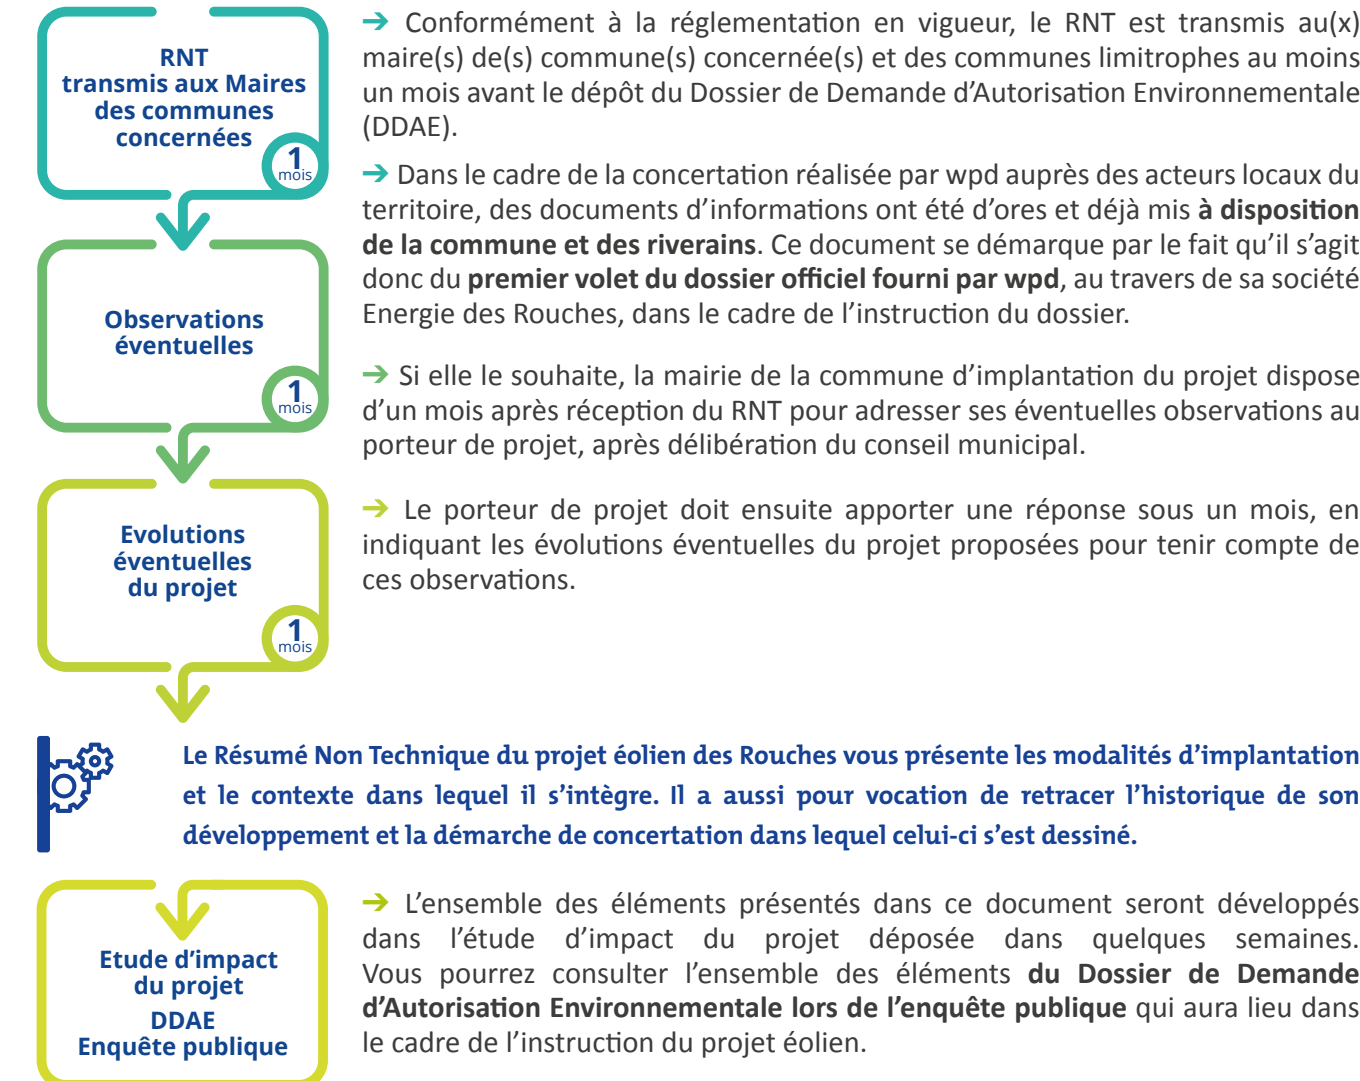 RNT
transmis aux Maires
des communes
concernées
1
mois
➔ Conformément à la réglementation en vigueur, le RNT est transmis au(x)
maire(s) de(s) commune(s) concernée(s) et des communes limitrophes au moins
un mois avant le dépôt du Dossier de Demande d’Autorisation Environnementale
(DDAE).
➔ Dans le cadre de la concertation réalisée par wpd auprès des acteurs locaux du
territoire, des documents d’informations ont été d’ores et déjà mis à disposition
de la commune et des riverains. Ce document se démarque par le fait qu’il s’agit
donc du premier volet du dossier officiel fourni par wpd, au travers de sa société
Energie des Rouches, dans le cadre de l’instruction du dossier.
Observations
éventuelles
1
mois
➔ Si elle le souhaite, la mairie de la commune d’implantation du projet dispose
d’un mois après réception du RNT pour adresser ses éventuelles observations au
porteur de projet, après délibération du conseil municipal.
Evolutions
éventuelles
du projet
1
mois
➔ Le porteur de projet doit ensuite apporter une réponse sous un mois, en
indiquant les évolutions éventuelles du projet proposées pour tenir compte de
ces observations.
Le Résumé Non Technique du projet éolien des Rouches vous présente les modalités d’implantation
et le contexte dans lequel il s’intègre. Il a aussi pour vocation de retracer l’historique de son
développement et la démarche de concertation dans lequel celui-ci s’est dessiné.
Etude d’impact
du projet
DDAE
Enquête publique
➔ L’ensemble des éléments présentés dans ce document seront développés
dans l’étude d’impact du projet déposée dans quelques semaines.
Vous pourrez consulter l’ensemble des éléments du Dossier de Demande
d’Autorisation Environnementale lors de l’enquête publique qui aura lieu dans
le cadre de l’instruction du projet éolien.